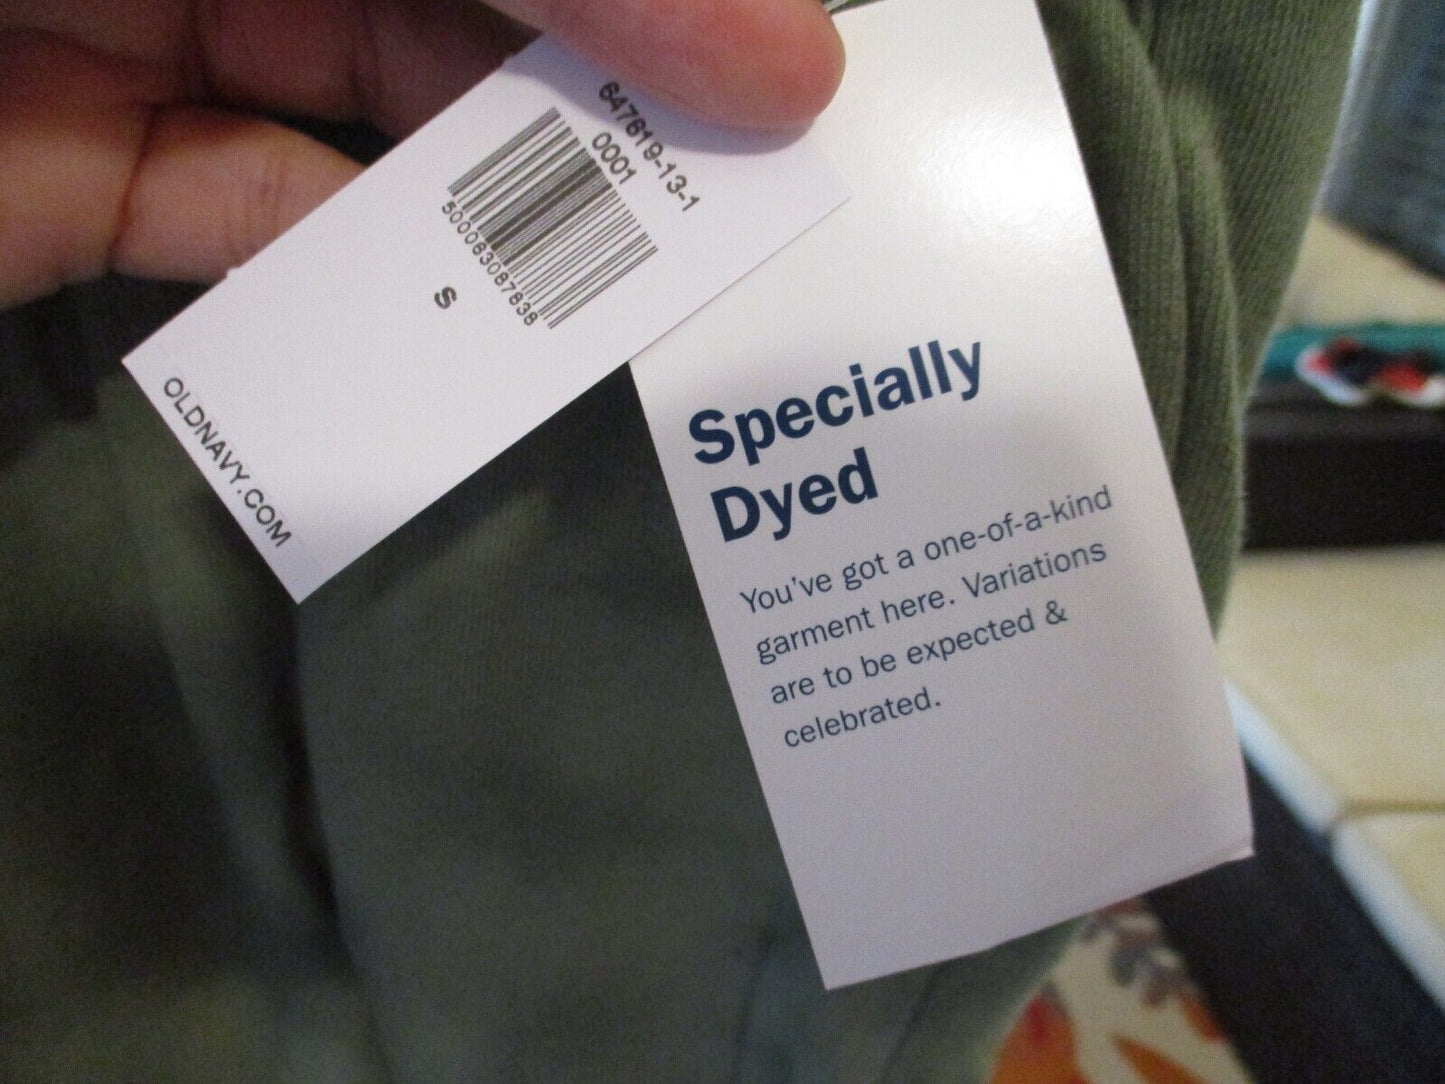 647619-13-1
0001
500063087838
S
OLDNAVY.COM
Specially
Dyed
You've got a one-of-a-kind
garment here. Variations
are to be expected &
celebrated.